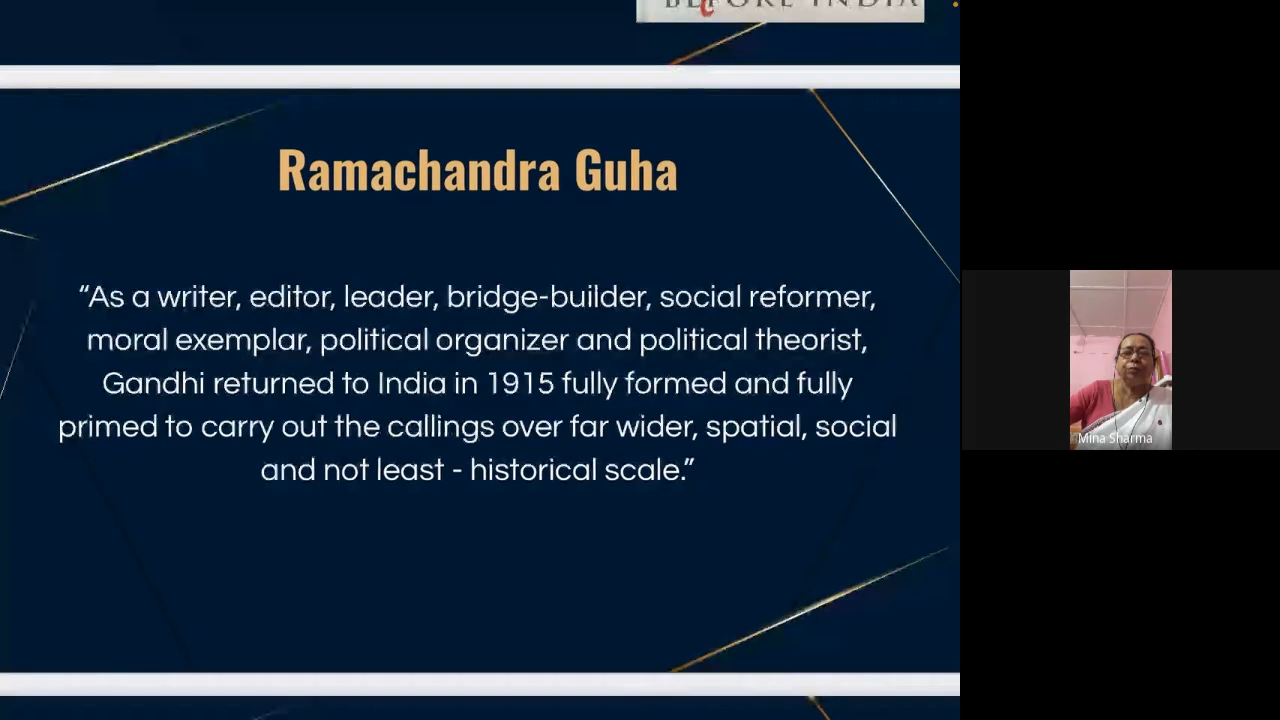 BEFORE INDIA
Ramachandra Guha
“As a writer, editor, leader, bridge-builder, social reformer,
moral exemplar, political organizer and political theorist,
Gandhi returned to India in 1915 fully formed and fully
primed to carry out the callings over far wider, spatial, social
and not least - historical scale.”
Mina Sharma